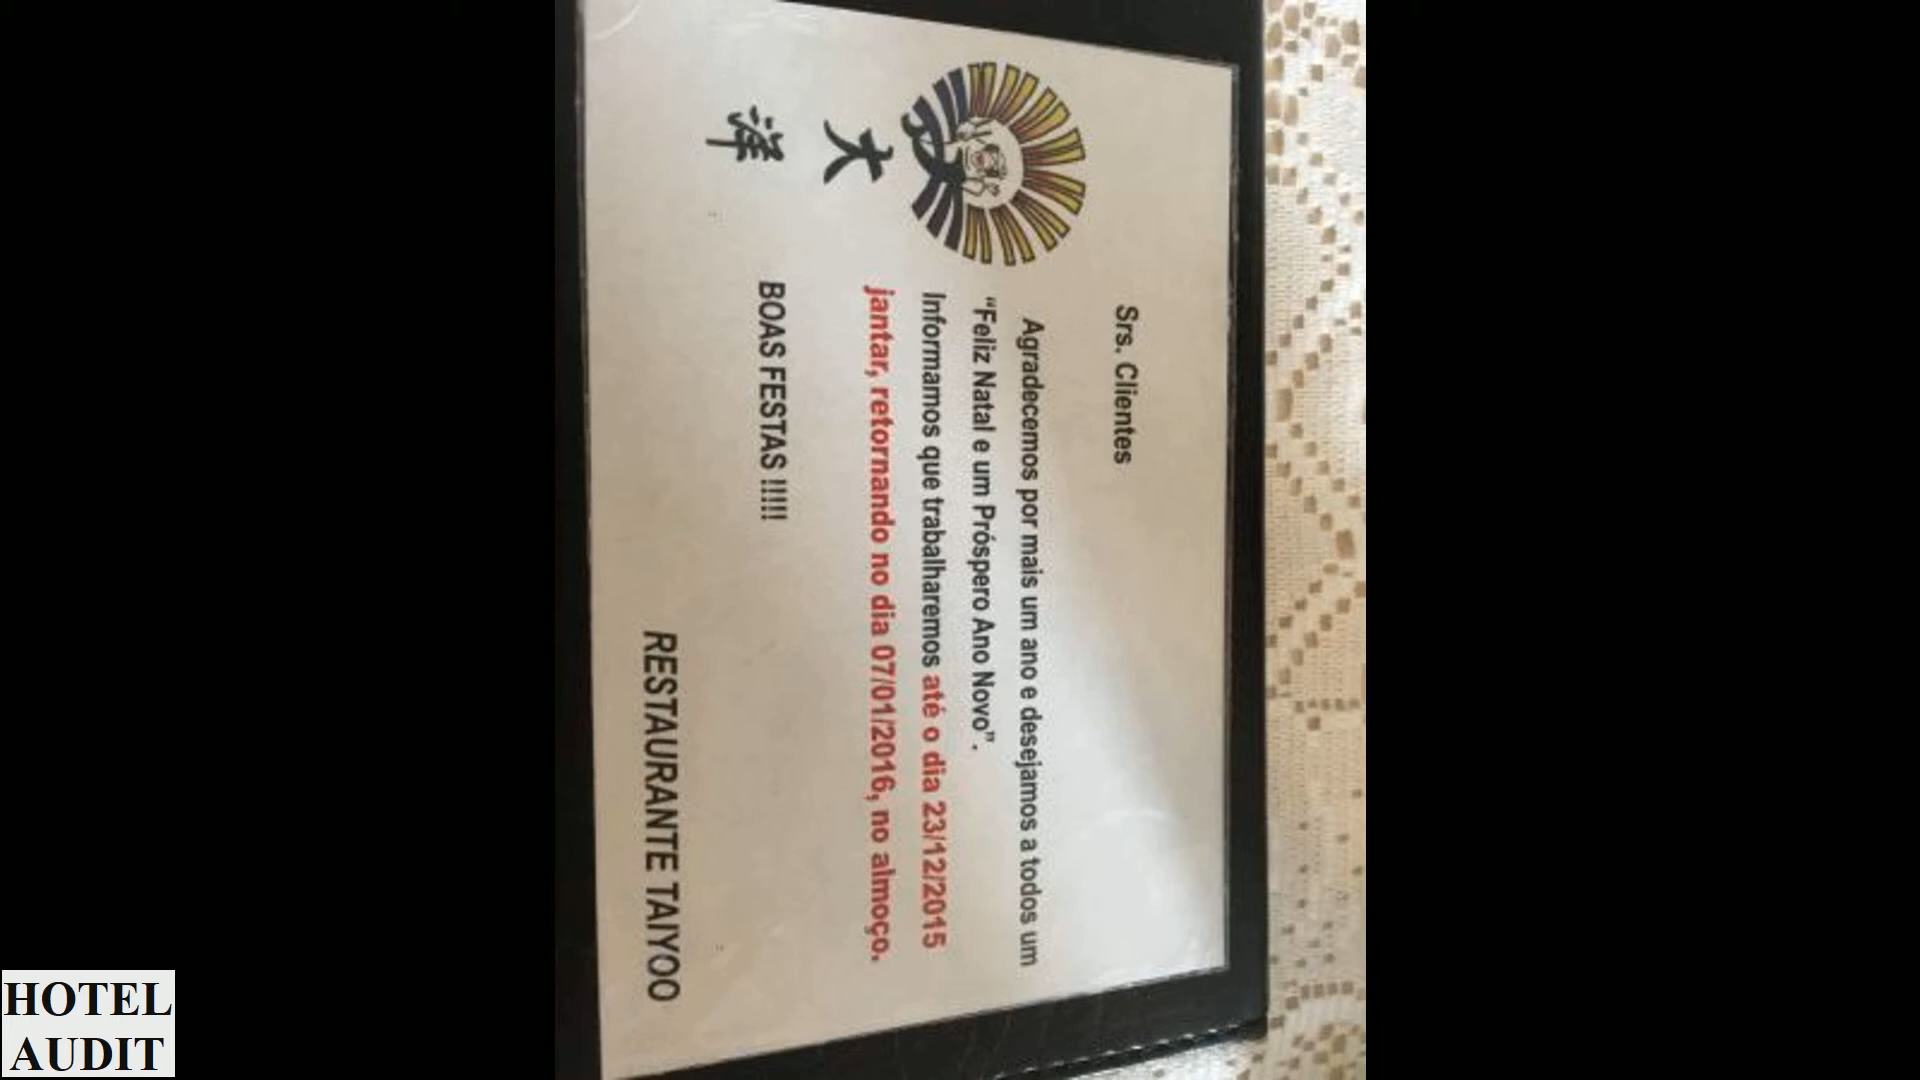 大洋
Srs. Clientes
Agradecemos por mais um ano e desejamos a todos um
“Feliz Natal e um Próspero Ano Novo”.
Informamos que trabalharemos até o dia 23/12/2015
jantar, retornando no dia 07/01/2016, no almoço.
BOAS FESTAS !!!!!
RESTAURANTE TAIYOO
HOTEL
AUDIT